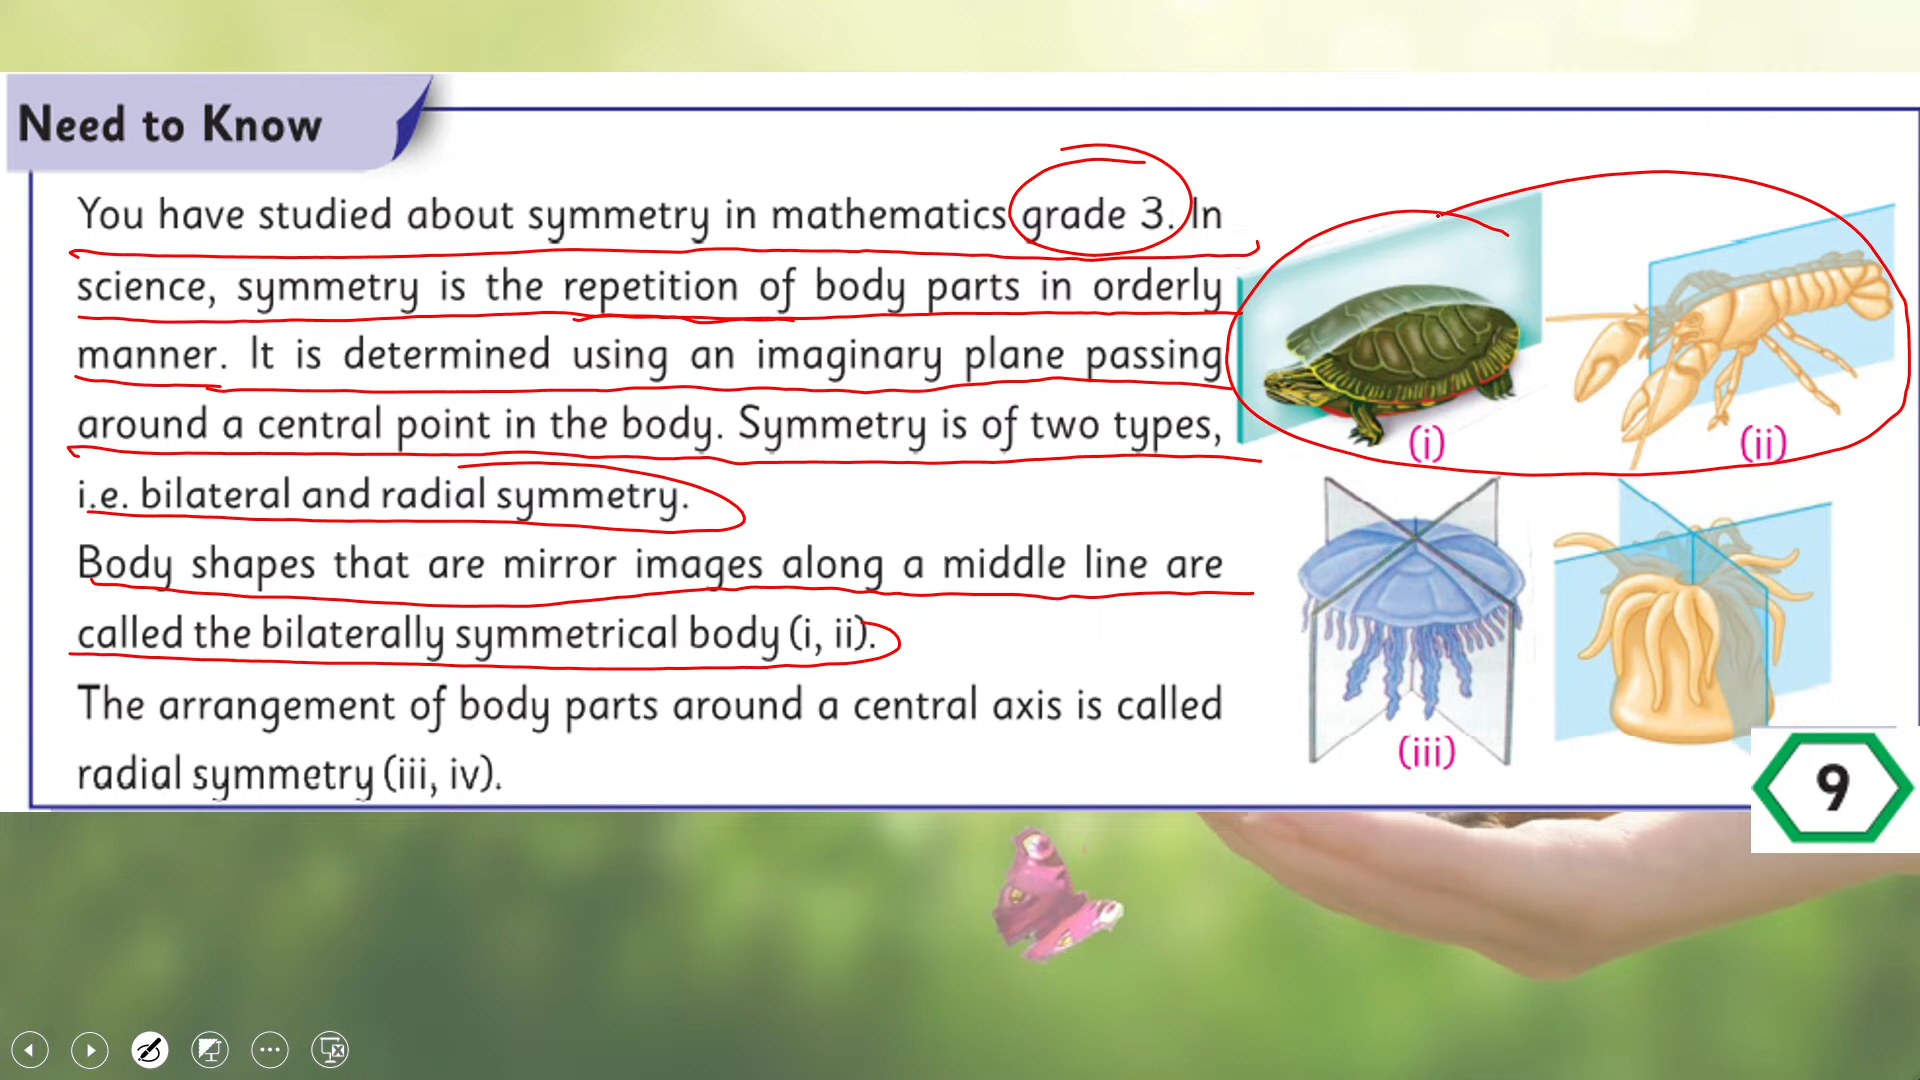 Need to Know
You have studied about symmetry in mathematics grade 3. In
science, symmetry is the repetition of body parts in orderly
manner. It is determined using an imaginary plane passing
around a central point in the body. Symmetry is of two types,
i.e. bilateral and radial symmetry.
Body shapes that are mirror images along a middle line are
called the bilaterally symmetrical body (i, ii).
The arrangement of body parts around a central axis is called
radial symmetry (iii, iv).
(i)
(ii)
(iii)
9